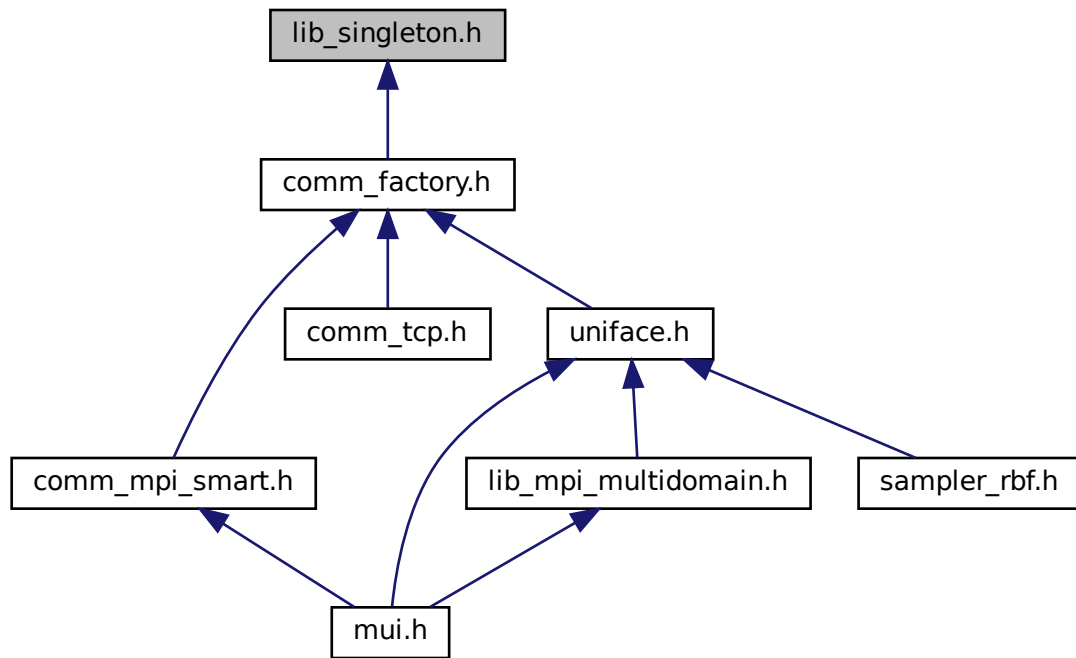 lib_singleton.h
comm_factory.h
comm_tcp.h
uniface.h
comm_mpi_smart.h
lib_mpi_multidomain.h
sampler_rbf.h
mui.h